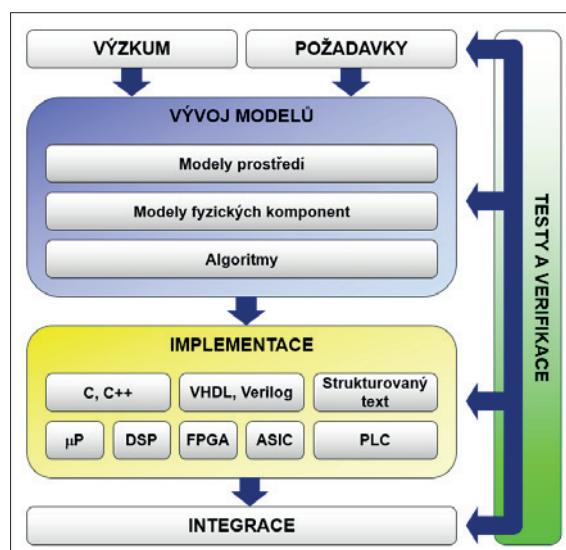 VÝZKUM
POŽADAVKY
VÝVOJ MODELŮ
Modely prostředí
Modely fyzických komponent
Algoritmy
IMPLEMENTACE
C, C++
VHDL, Verilog
Strukturovaný
text
µP
DSP
FPGA
ASIC
PLC
INTEGRACE
TESTY A VERIFIKACE